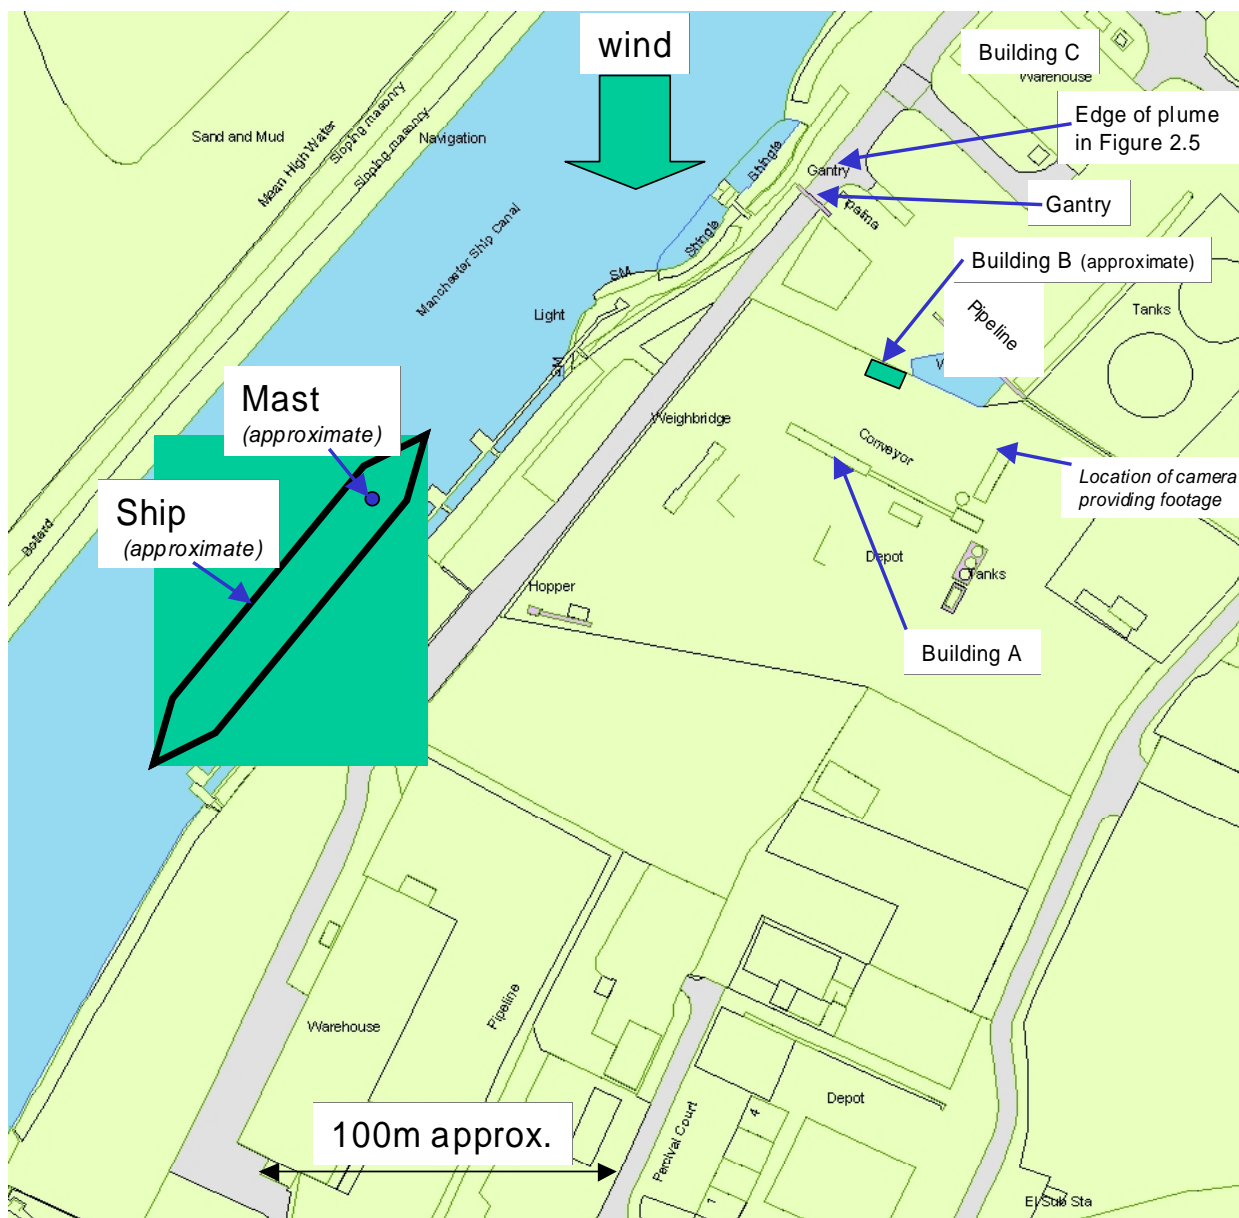 wind
Building C
Warehouse
Edge of plume
in Figure 2.5
Sand and Mud
Mean High Water
Sloping masonry
Sloping masonry
Navigation
Shingle
Gantry
Gantry
Pipeline
Manchester Ship Canal
Shingle
SM
Building B (approximate)
Pipeline
Tanks
Light
SM
W
Mast
(approximate)
Weighbridge
Conveyor
Location of camera
providing footage
Ship
(approximate)
Bollard
Depot
Tanks
Hopper
Building A
Pipeline
Warehouse
Depot
100m approx.
Percival Court
4
1
El Sub Sta